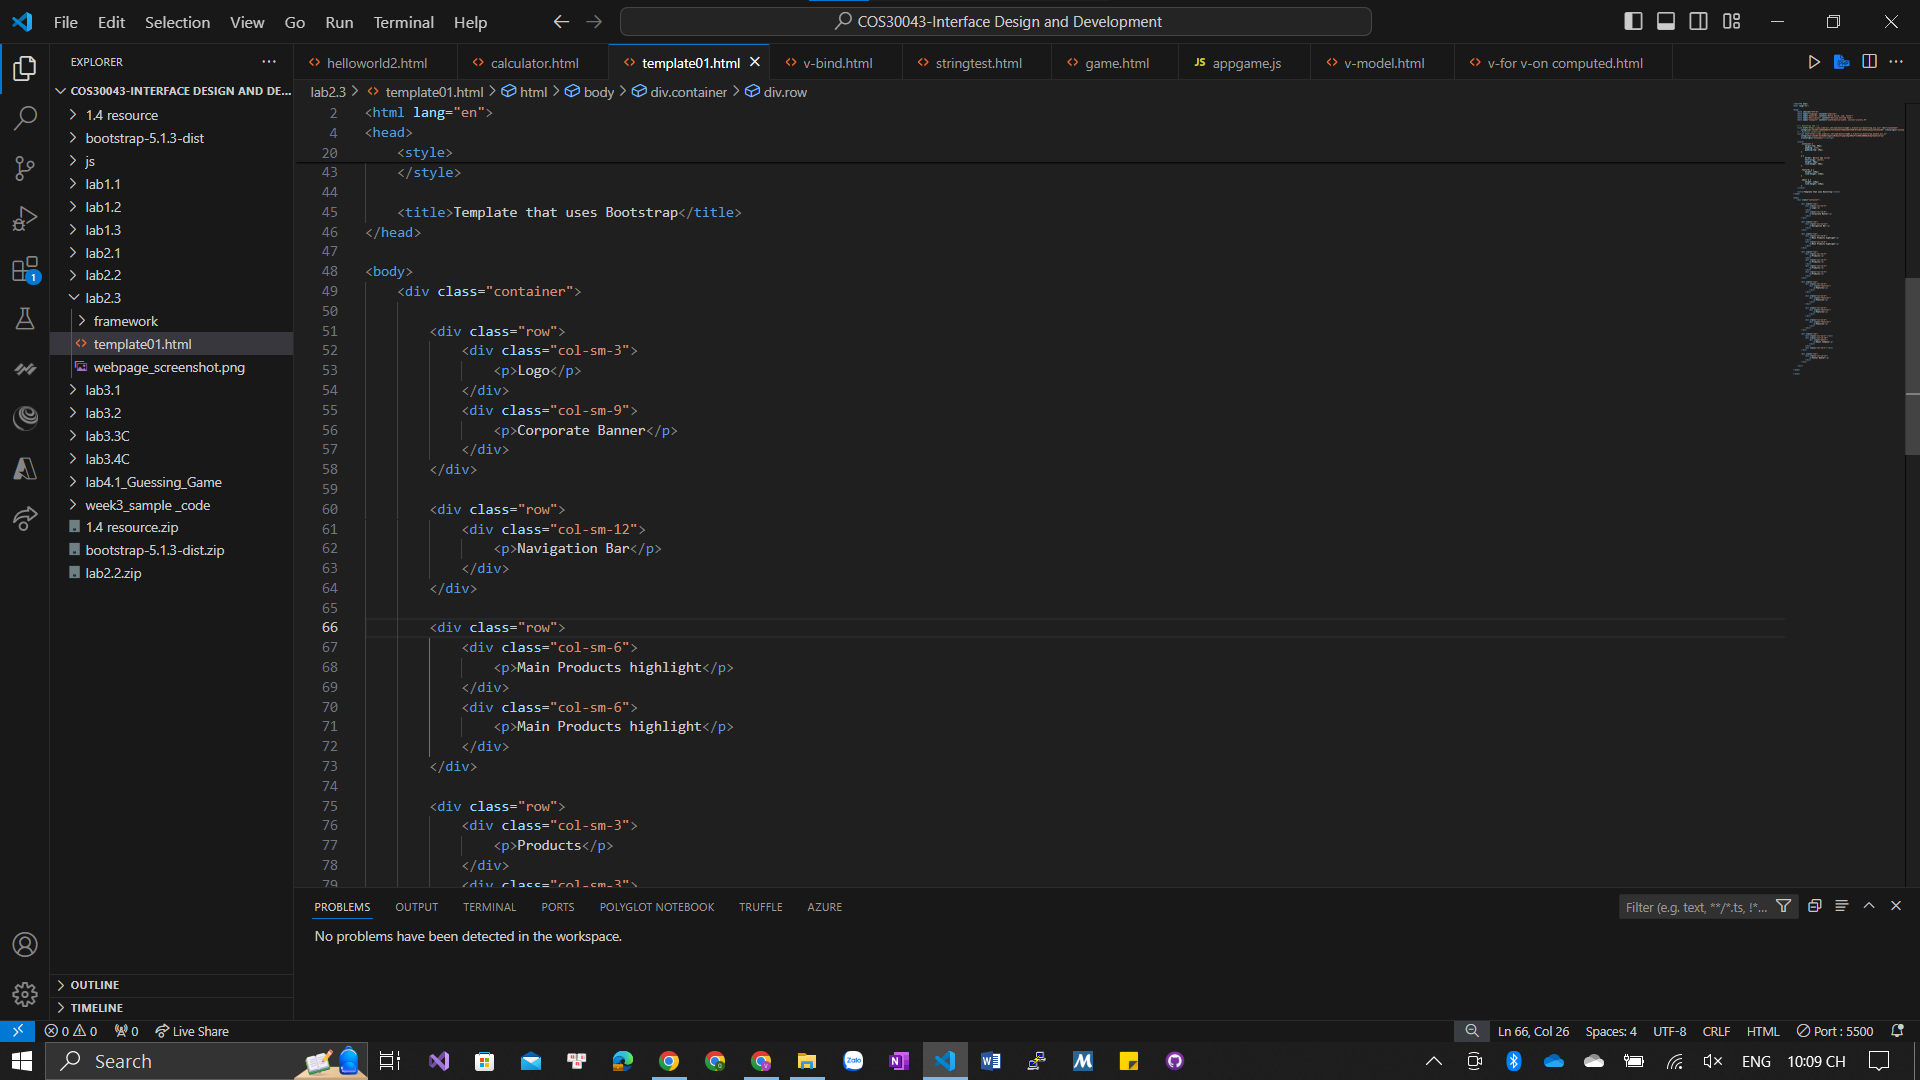 File Edit Selection View Go Run Terminal Help
COS30043-Interface Design and Development
EXPLORER
COS30043-INTERFACE DESIGN AND DE...
1.4 resource
bootstrap-5.1.3-dist
js
lab1.1
lab1.2
lab1.3
lab2.1
lab2.2
lab2.3
framework
template01.html
webpage_screenshot.png
lab3.1
lab3.2
lab3.3C
lab3.4C
lab4.1_Guessing_Game
week3_sample _code
1.4 resource.zip
bootstrap-5.1.3-dist.zip
lab2.2.zip
OUTLINE
TIMELINE
1
helloworld2.html calculator.html template01.html v-bind.html stringtest.html game.html JS appgame.js v-model.html v-for v-on computed.html
lab2.3 > template01.html > html > body > div.container > div.row
2 <html lang="en">
4 <head>
20 <style>
43 </style>
44
45 <title>Template that uses Bootstrap</title>
46 </head>
47
48 <body>
49 <div class="container">
50
51 <div class="row">
52 <div class="col-sm-3">
53 <p>Logo</p>
54 </div>
55 <div class="col-sm-9">
56 <p>Corporate Banner</p>
57 </div>
58 </div>
59
60 <div class="row">
61 <div class="col-sm-12">
62 <p>Navigation Bar</p>
63 </div>
64 </div>
65
66 <div class="row">
67 <div class="col-sm-6">
68 <p>Main Products highlight</p>
69 </div>
70 <div class="col-sm-6">
71 <p>Main Products highlight</p>
72 </div>
73 </div>
74
75 <div class="row">
76 <div class="col-sm-3">
77 <p>Products</p>
78 </div>
79 <div class="col-sm-3">
PROBLEMS OUTPUT TERMINAL PORTS POLYGLOT NOTEBOOK TRUFFLE AZURE
Filter (e.g. text, **/*.ts, !*...
No problems have been detected in the workspace.
0 0 0 Live Share
Ln 66, Col 26 Spaces: 4 UTF-8 CRLF HTML Port : 5500
Search
Zalo
ENG 10:09 CH